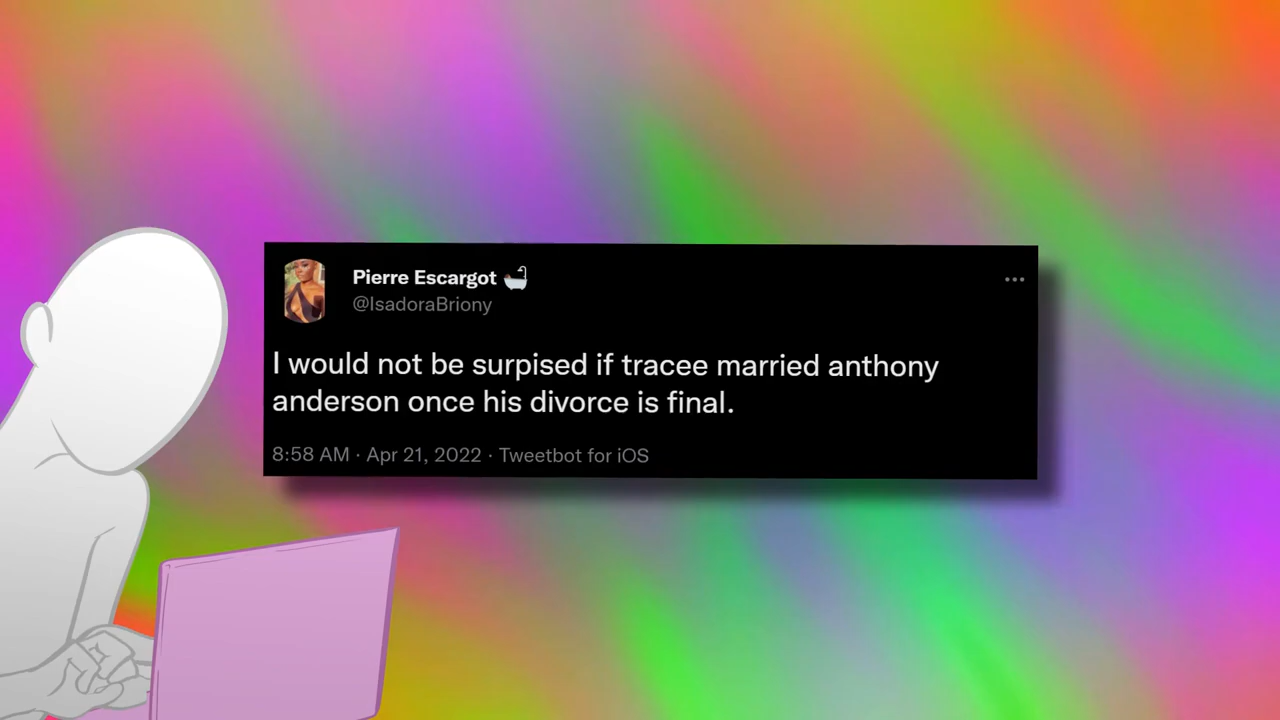 Pierre Escargot 🛁
@IsadoraBriony
I would not be surpised if tracee married anthony
anderson once his divorce is final.
8:58 AM · Apr 21, 2022 · Tweetbot for iOS